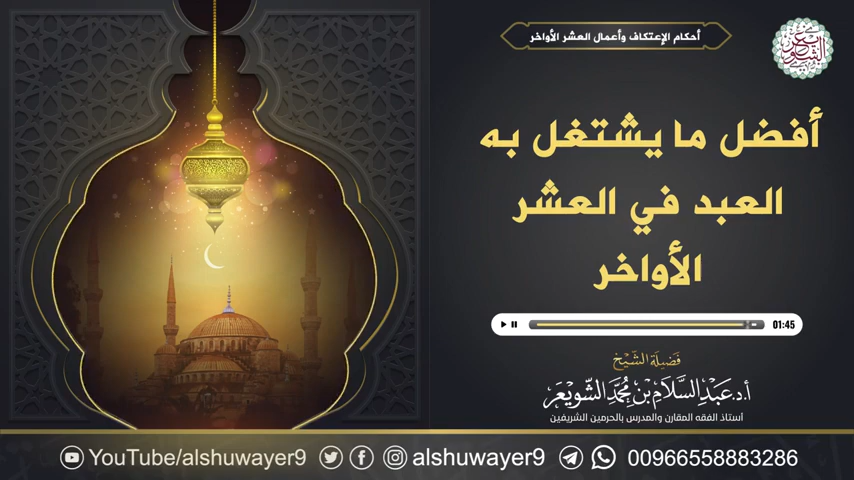 أحكام الإعتكاف وأعمال العشر الأواخر
الشويعر
أفضل ما يشتغل به
العبد في العشر
الأواخر
01:45
فضيلة الشيخ
أ.د. عبد السلام بن محمد الشويعر
أستاذ الفقه المقارن والمدرس بالحرمين الشريفين
YouTube/alshuwayer9 alshuwayer9 00966558883286